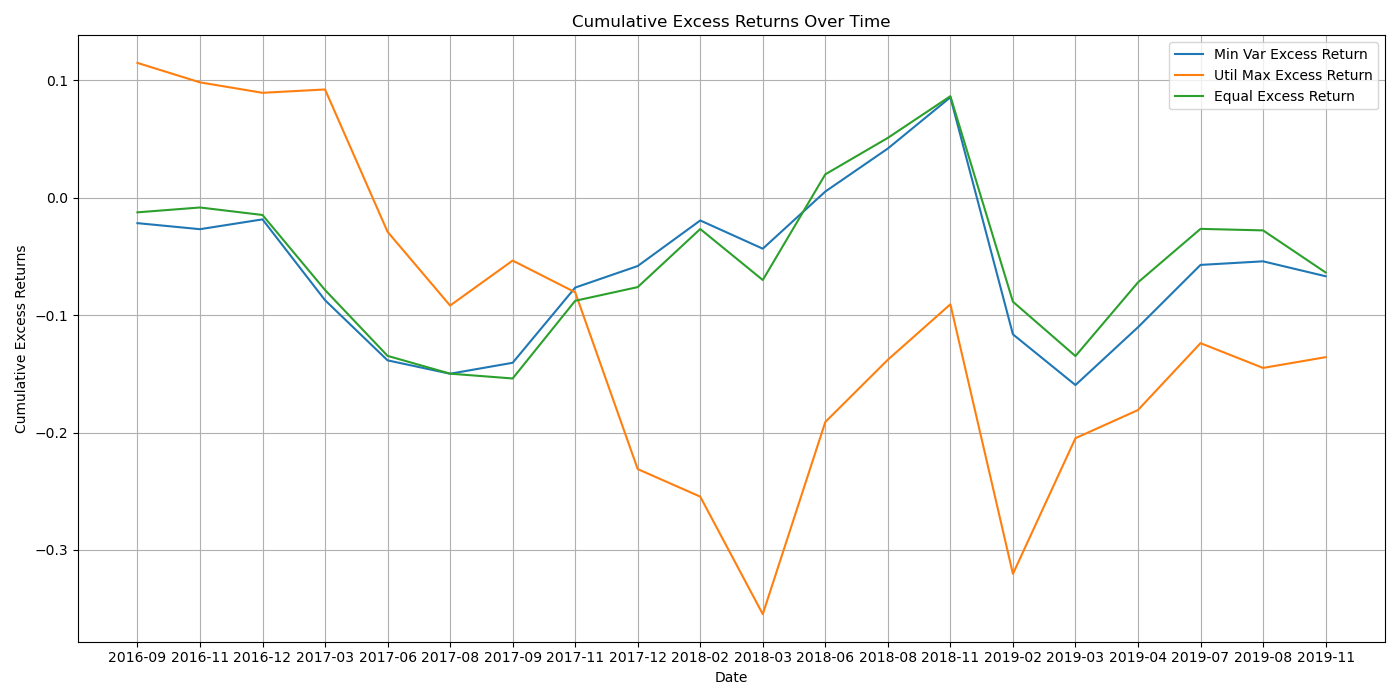 Cumulative Excess Returns Over Time
Min Var Excess Return
Util Max Excess Return
Equal Excess Return
Cumulative Excess Returns
0.1
0.0
−0.1
−0.2
−0.3
2016-09 2016-11 2016-12 2017-03 2017-06 2017-08 2017-09 2017-11 2017-12 2018-02 2018-03 2018-06 2018-08 2018-11 2019-02 2019-03 2019-04 2019-07 2019-08 2019-11
Date